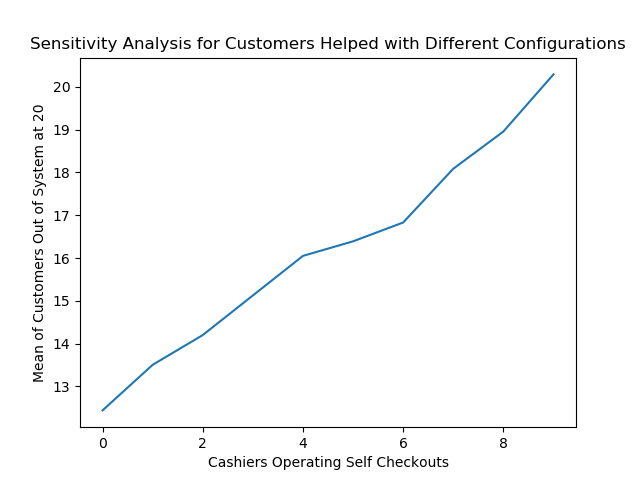 Sensitivity Analysis for Customers Helped with Different Configurations
20
19
18
17
16
15
14
13
Mean of Customers Out of System at 20
0 2 4 6 8
Cashiers Operating Self Checkouts